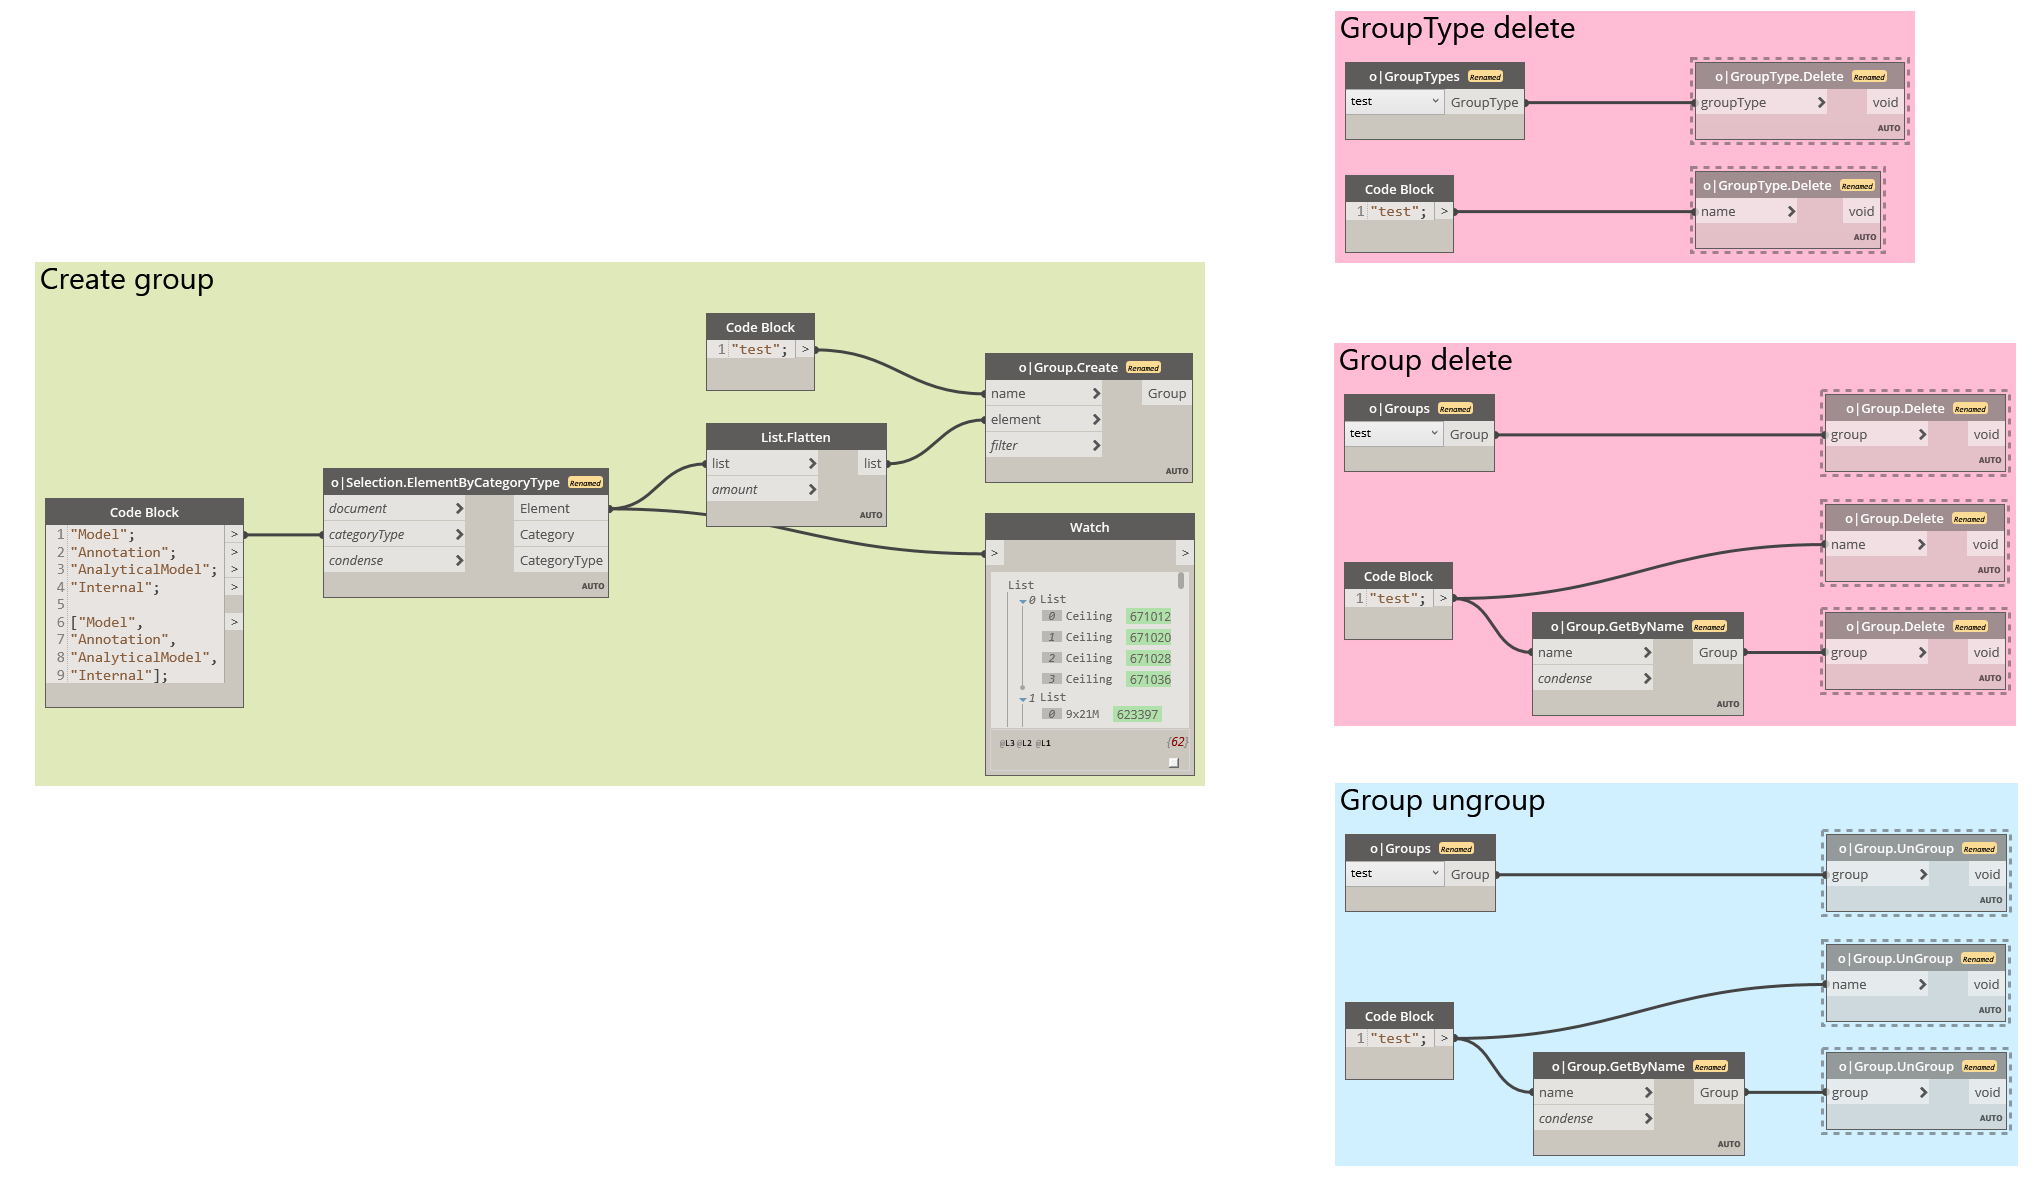 Create group
Code Block
1 "Model"; >
2 "Annotation"; >
3 "AnalyticalModel"; >
4 "Internal"; >
5
6 ["Model", >
7 "Annotation",
8 "AnalyticalModel",
9 "Internal"];
o|Selection.ElementByCategoryType Renamed
document > Element
categoryType > Category
condense > CategoryType
AUTO
Code Block
1 "test"; >
List.Flatten
list > list
amount >
AUTO
o|Group.Create Renamed
name > Group
element >
filter >
AUTO
Watch
> >
List
0 List
0 Ceiling 671012
1 Ceiling 671020
2 Ceiling 671028
3 Ceiling 671036
1 List
0 9x21M 623397
@L3 @L2 @L1 {62}
GroupType delete
o|GroupTypes Renamed
test GroupType
o|GroupType.Delete Renamed
groupType > void
AUTO
Code Block
1 "test"; >
o|GroupType.Delete Renamed
name > void
AUTO
Group delete
o|Groups Renamed
test Group
o|Group.Delete Renamed
group > void
AUTO
o|Group.Delete Renamed
name > void
AUTO
Code Block
1 "test"; >
o|Group.GetByName Renamed
name > Group
condense >
AUTO
o|Group.Delete Renamed
group > void
AUTO
Group ungroup
o|Groups Renamed
test Group
o|Group.UnGroup Renamed
group > void
AUTO
o|Group.UnGroup Renamed
name > void
AUTO
Code Block
1 "test"; >
o|Group.GetByName Renamed
name > Group
condense >
AUTO
o|Group.UnGroup Renamed
group > void
AUTO